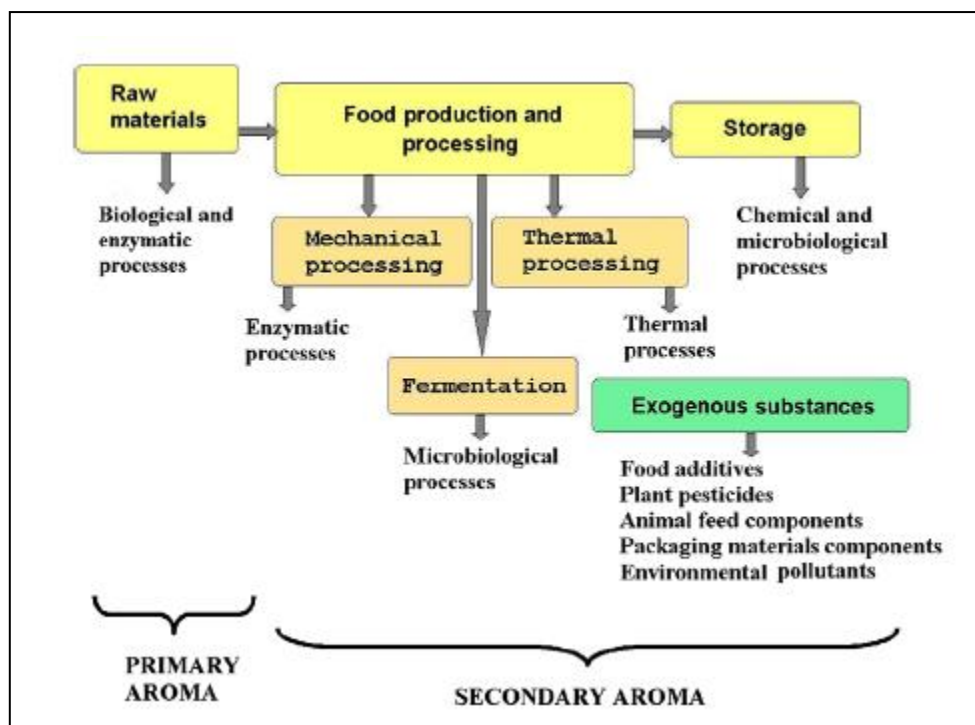 Raw
materials
Food production and
processing
Storage
Biological and
enzymatic
processes
Mechanical
processing
Thermal
processing
Chemical and
microbiological
processes
Enzymatic
processes
Thermal
processes
Fermentation
Microbiological
processes
Exogenous substances
Food additives
Plant pesticides
Animal feed components
Packaging materials components
Environmental pollutants
PRIMARY
AROMA
SECONDARY AROMA